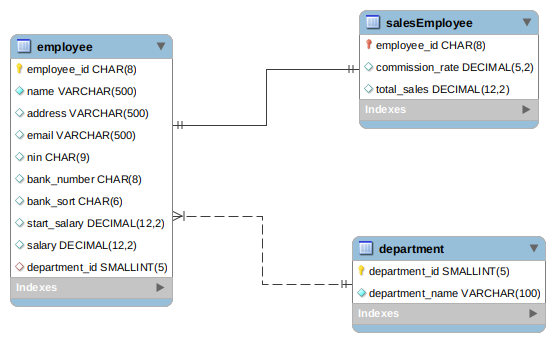 employee
employee_id CHAR(8)
name VARCHAR(500)
address VARCHAR(500)
email VARCHAR(500)
nin CHAR(9)
bank_number CHAR(8)
bank_sort CHAR(6)
start_salary DECIMAL(12,2)
salary DECIMAL(12,2)
department_id SMALLINT(5)
Indexes
salesEmployee
employee_id CHAR(8)
commission_rate DECIMAL(5,2)
total_sales DECIMAL(12,2)
Indexes
department
department_id SMALLINT(5)
department_name VARCHAR(100)
Indexes